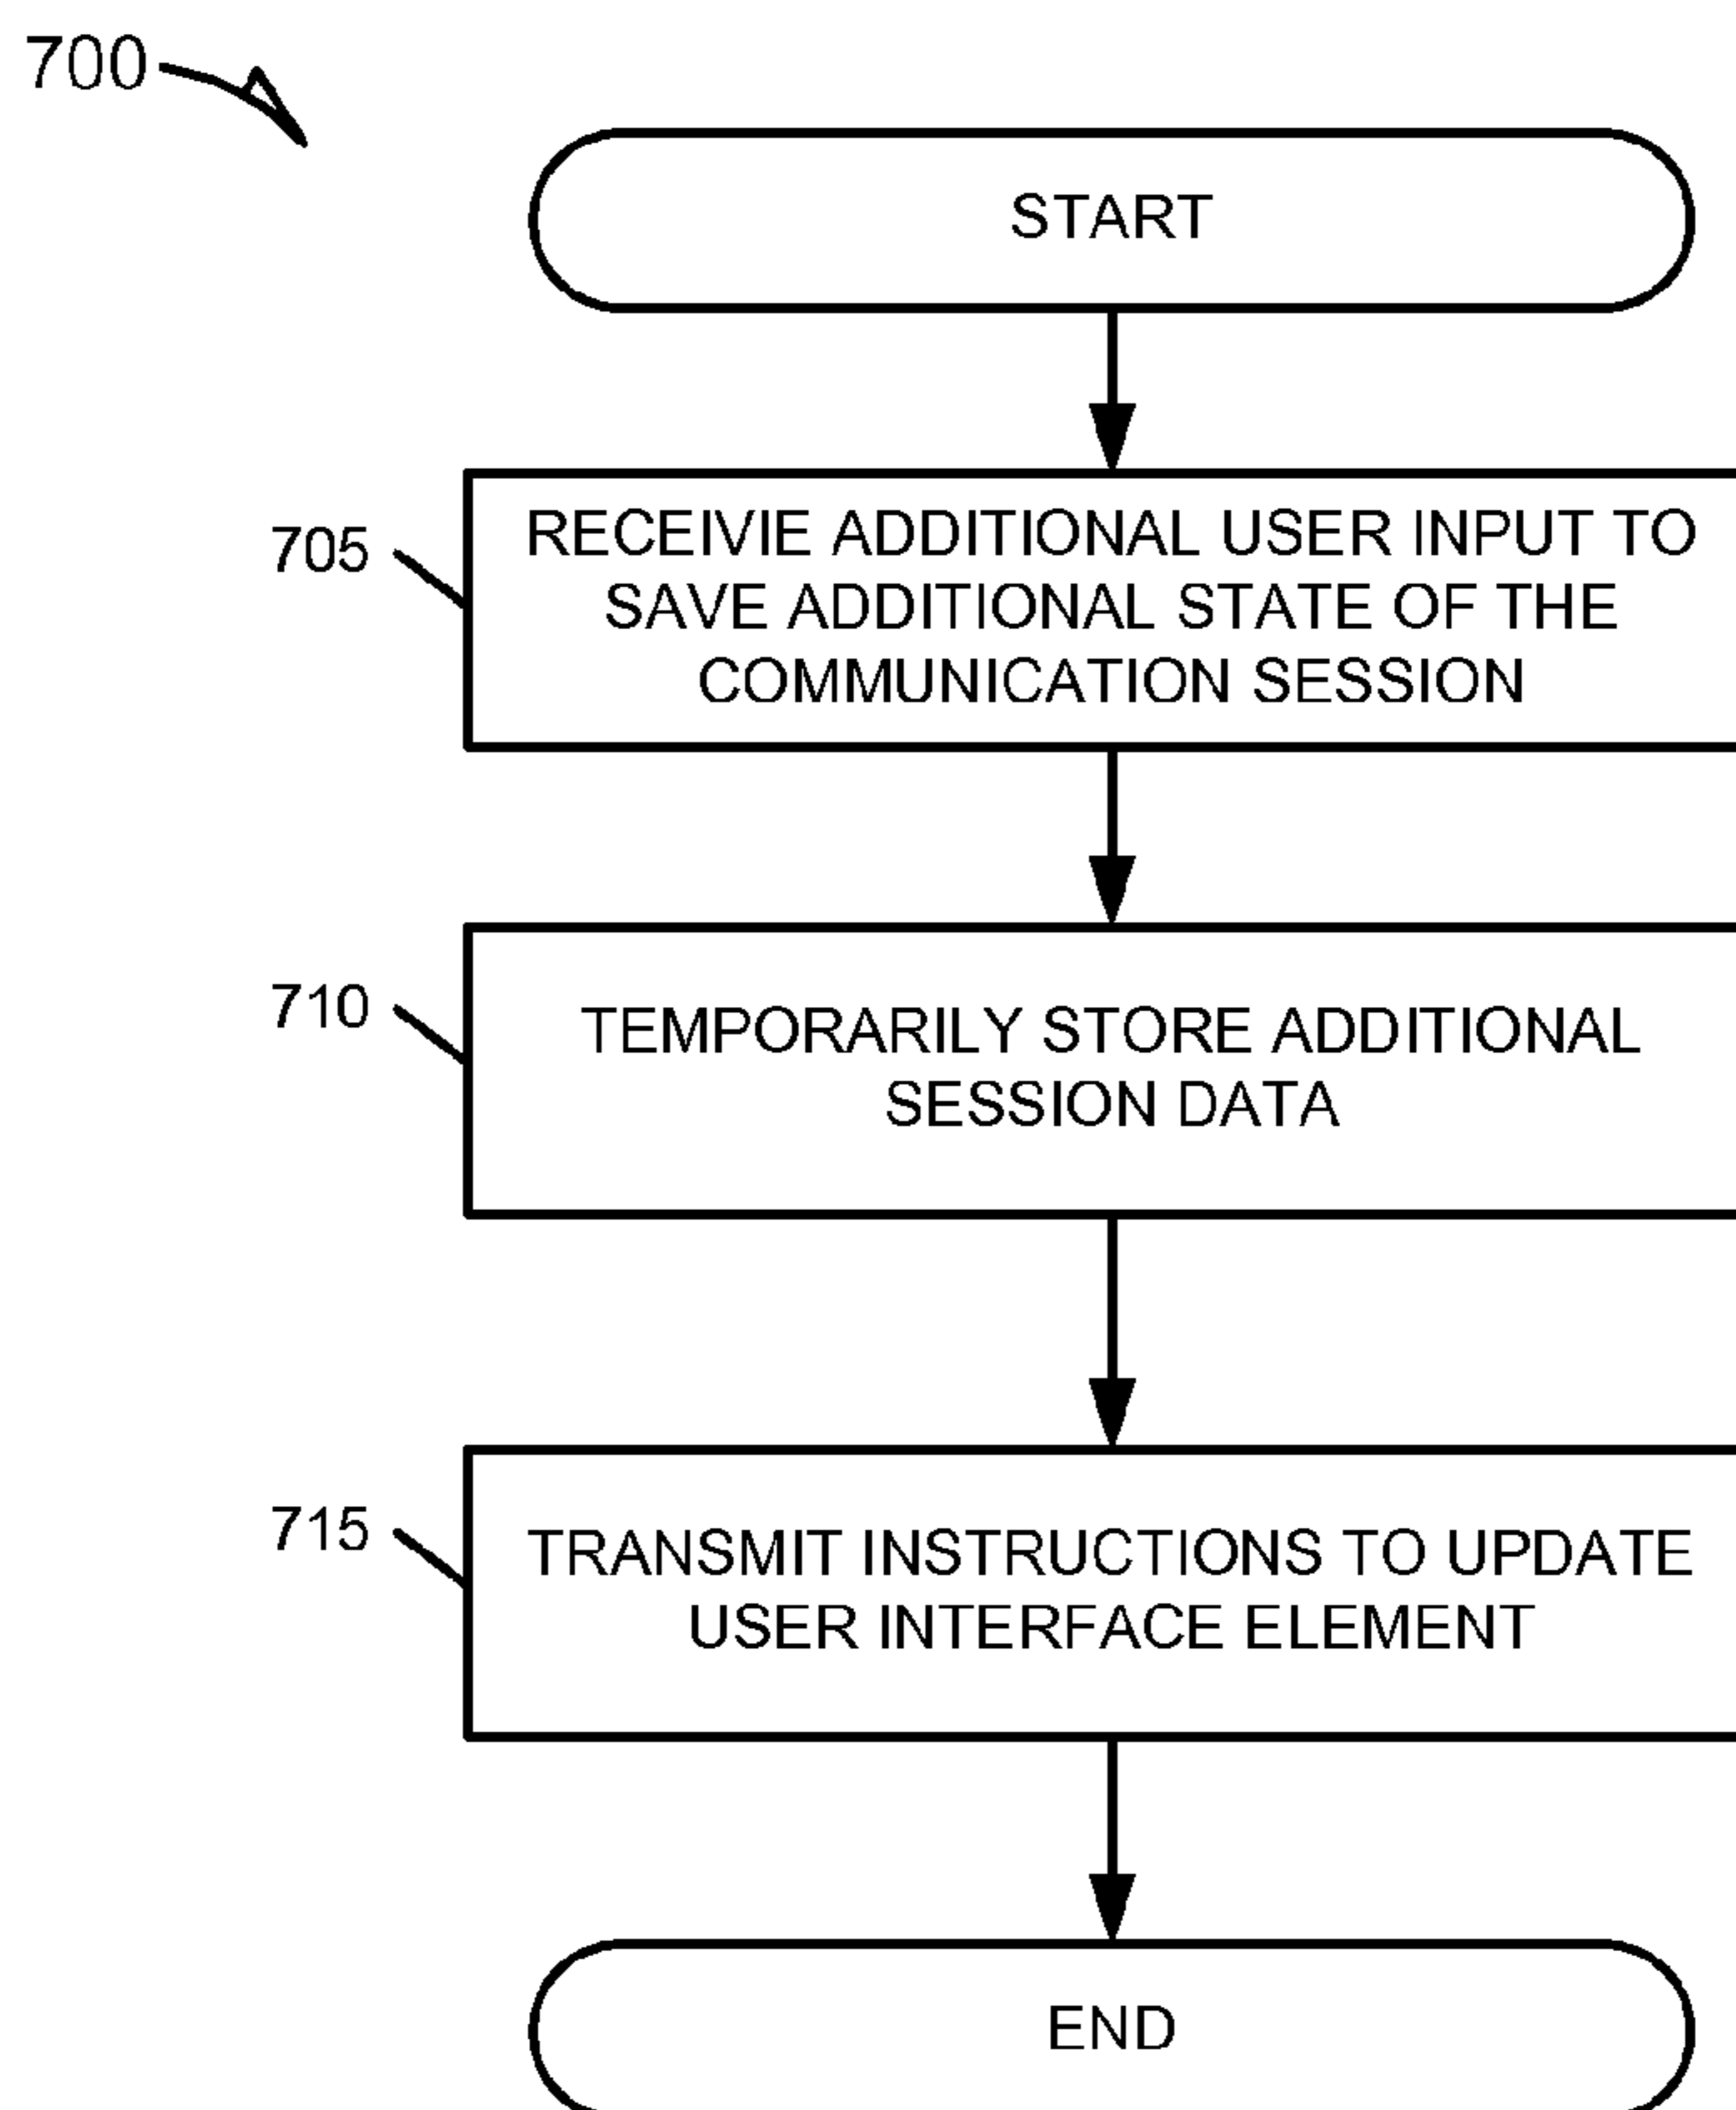 700
START
705
RECEIVIE ADDITIONAL USER INPUT TO
SAVE ADDITIONAL STATE OF THE
COMMUNICATION SESSION
710
TEMPORARILY STORE ADDITIONAL
SESSION DATA
715
TRANSMIT INSTRUCTIONS TO UPDATE
USER INTERFACE ELEMENT
END